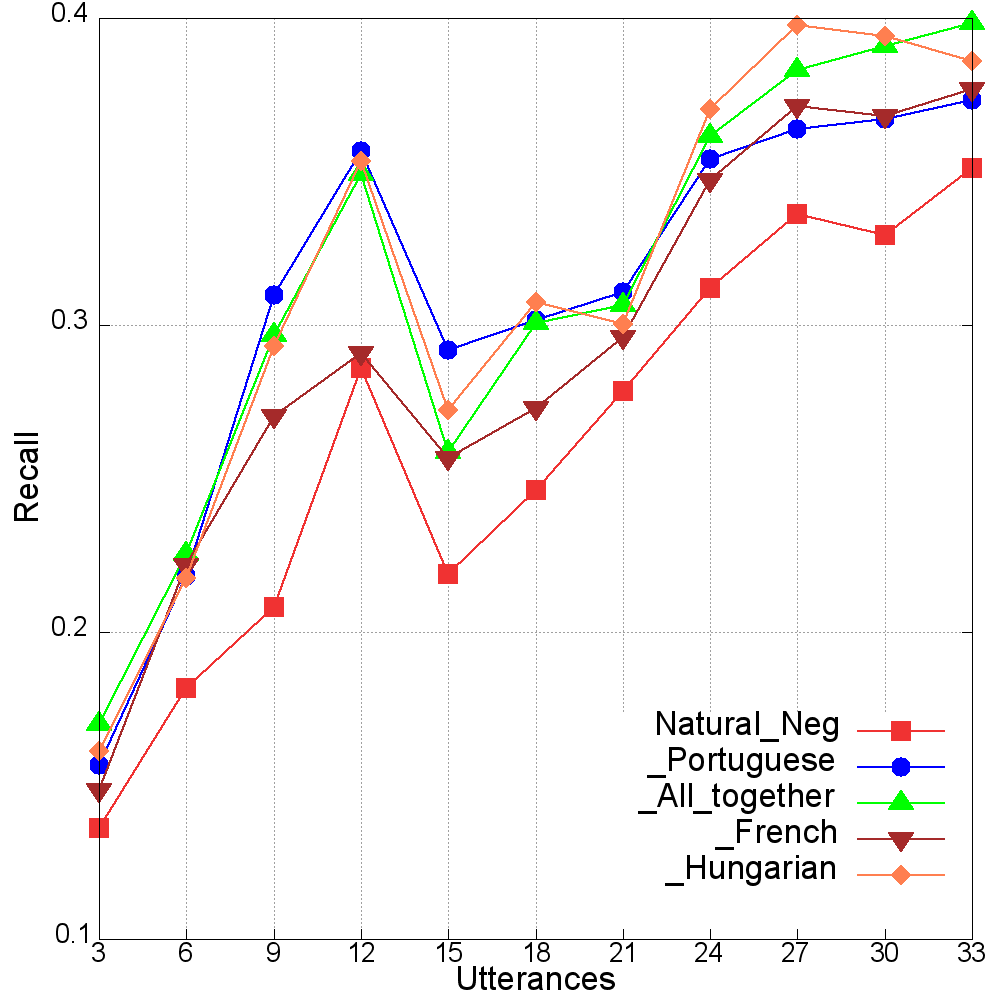 0.4
0.3
0.2
0.1
Recall
3 6 9 12 15 18 21 24 27 30 33
Utterances
Natural_Neg
_Portuguese
_All_together
_French
_Hungarian